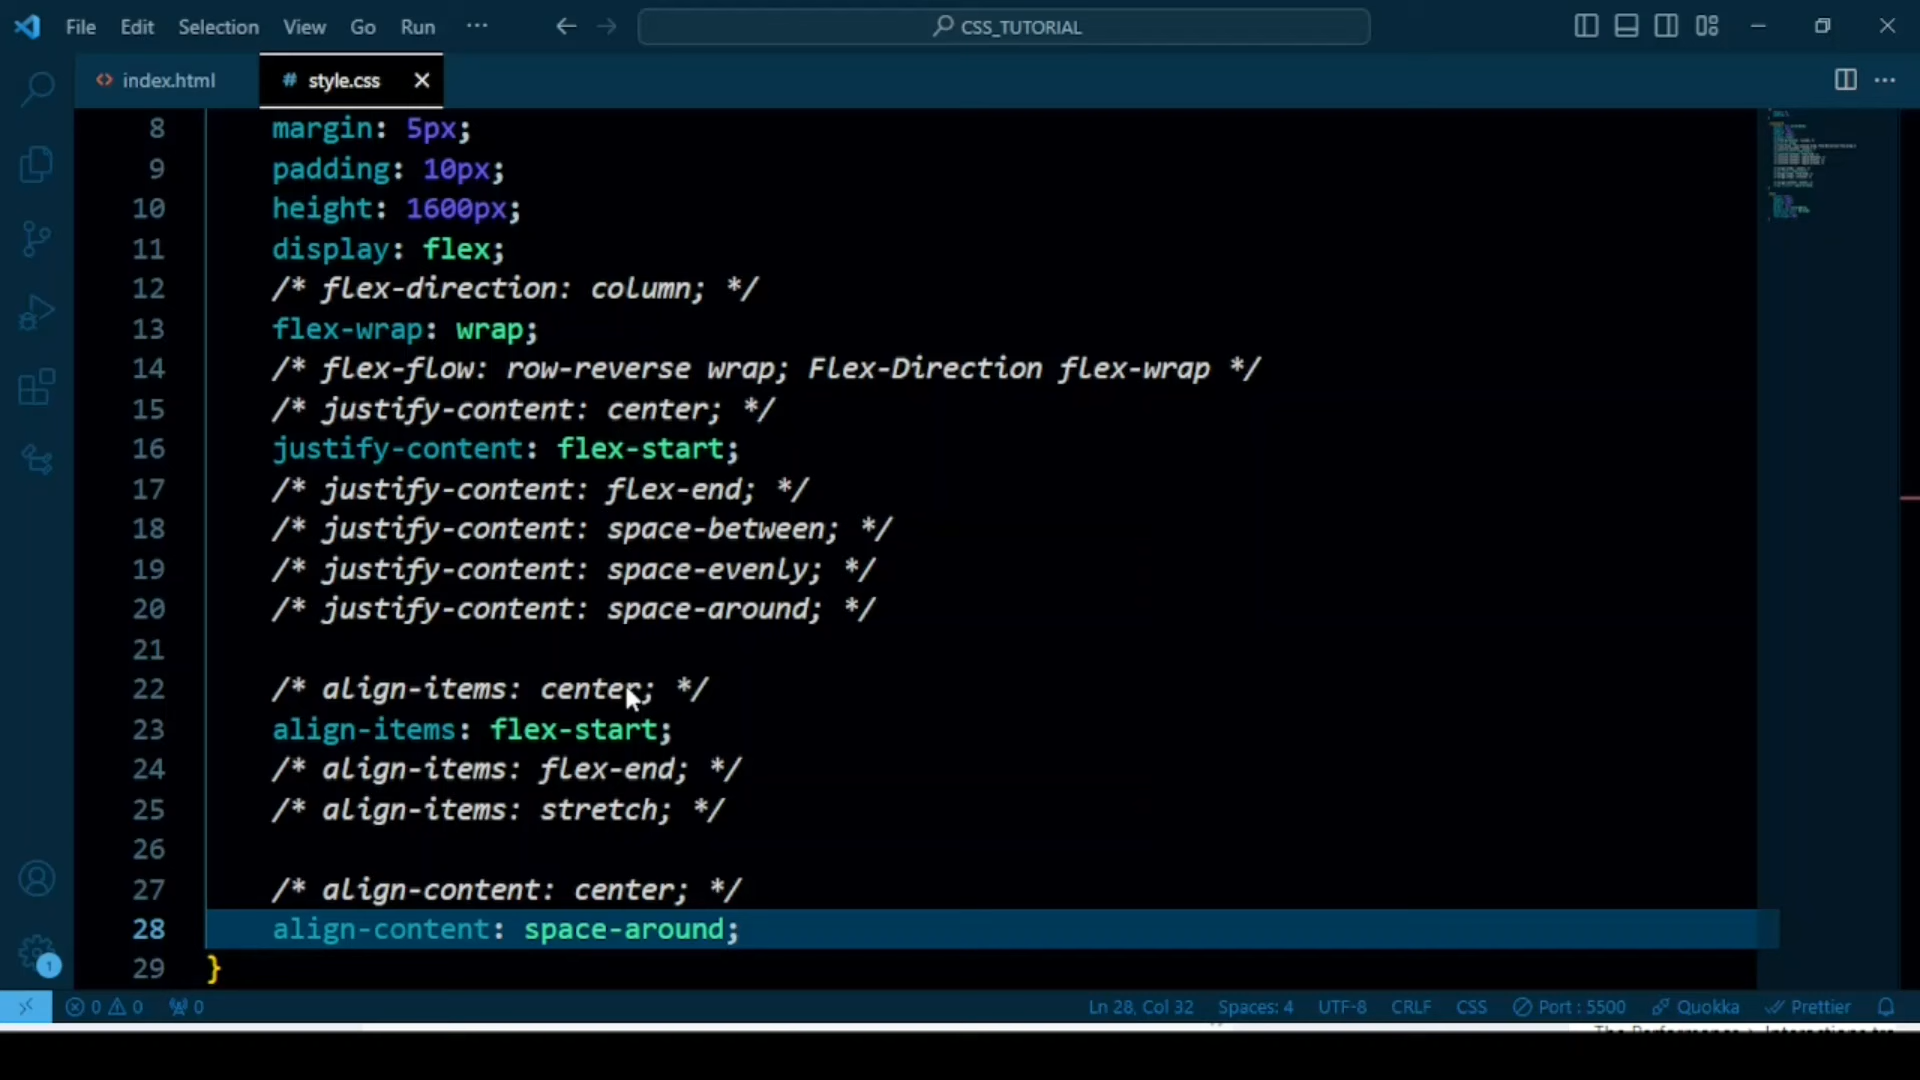 File Edit Selection View Go Run ··· CSS_TUTORIAL
index.html # style.css
8 margin: 5px;
9 padding: 10px;
10 height: 1600px;
11 display: flex;
12 /* flex-direction: column; */
13 flex-wrap: wrap;
14 /* flex-flow: row-reverse wrap; Flex-Direction flex-wrap */
15 /* justify-content: center; */
16 justify-content: flex-start;
17 /* justify-content: flex-end; */
18 /* justify-content: space-between; */
19 /* justify-content: space-evenly; */
20 /* justify-content: space-around; */
21
22 /* align-items: center; */
23 align-items: flex-start;
24 /* align-items: flex-end; */
25 /* align-items: stretch; */
26
27 /* align-content: center; */
28 align-content: space-around;
29 }
1
0 0 0 Ln 28, Col 32 Spaces: 4 UTF-8 CRLF CSS Port : 5500 Quokka Prettier